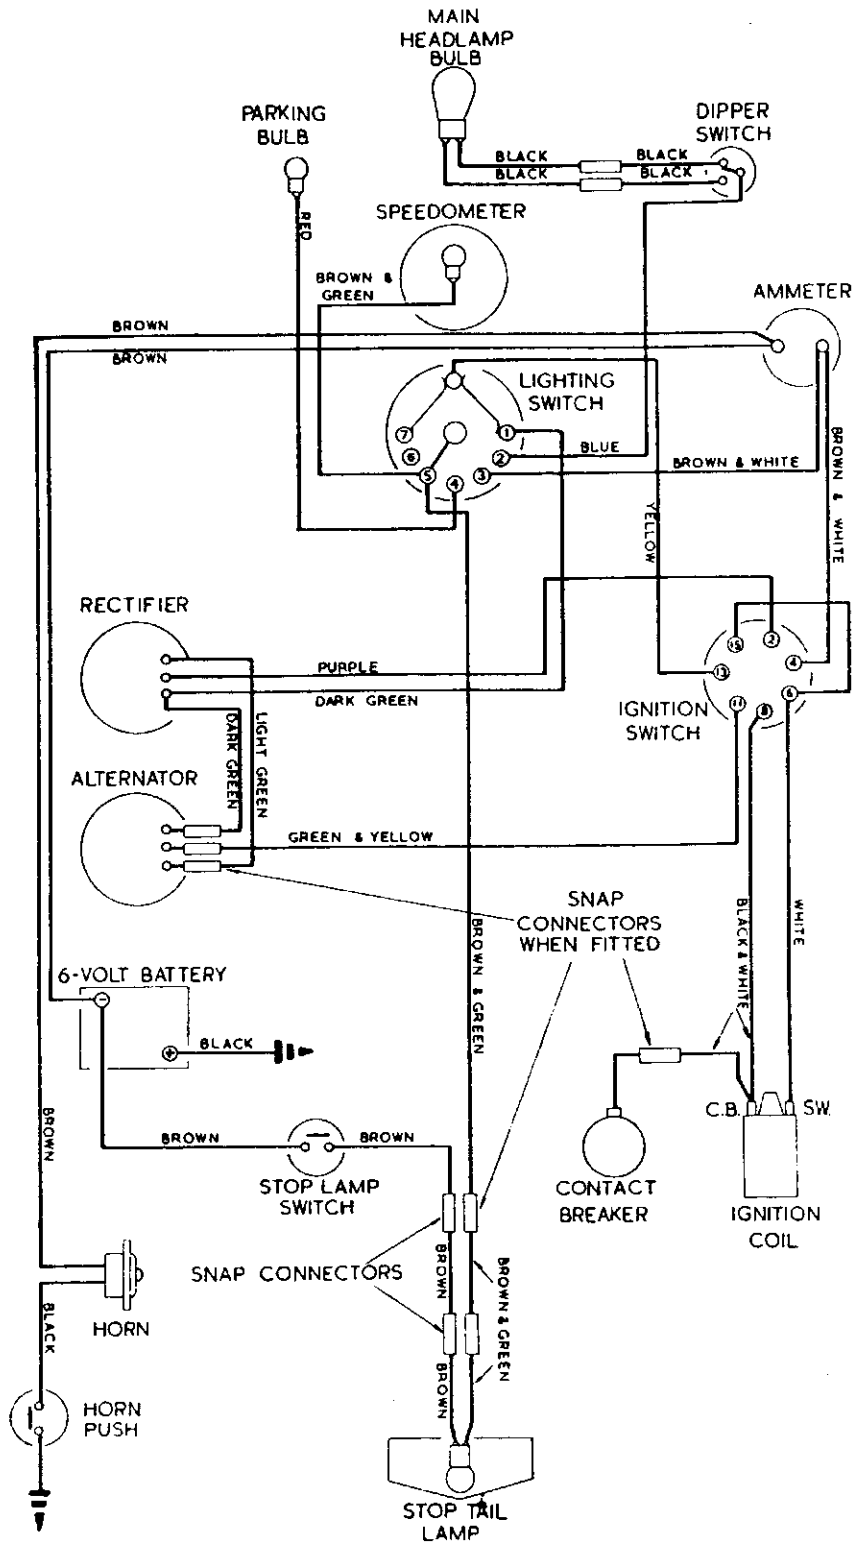 MAIN
HEADLAMP
BULB
PARKING
BULB
DIPPER
SWITCH
BLACK
BLACK
BLACK
BLACK
RED
SPEEDOMETER
BROWN &
GREEN
AMMETER
BROWN
BROWN
LIGHTING
SWITCH
7
1
6
2
BLUE
5
4
3
BROWN & WHITE
BROWN & WHITE
YELLOW
RECTIFIER
15
2
4
PURPLE
13
6
DARK GREEN
11
8
IGNITION
SWITCH
DARK GREEN
LIGHT GREEN
ALTERNATOR
GREEN & YELLOW
SNAP
CONNECTORS
WHEN FITTED
BLACK & WHITE
WHITE
BROWN & GREEN
6-VOLT BATTERY
-
BLACK
+
C.B.
SW.
BROWN
BROWN
BROWN
STOP LAMP
SWITCH
CONTACT
BREAKER
IGNITION
COIL
SNAP CONNECTORS
BROWN
BROWN & GREEN
HORN
BLACK
BROWN
HORN
PUSH
STOP TAIL
LAMP